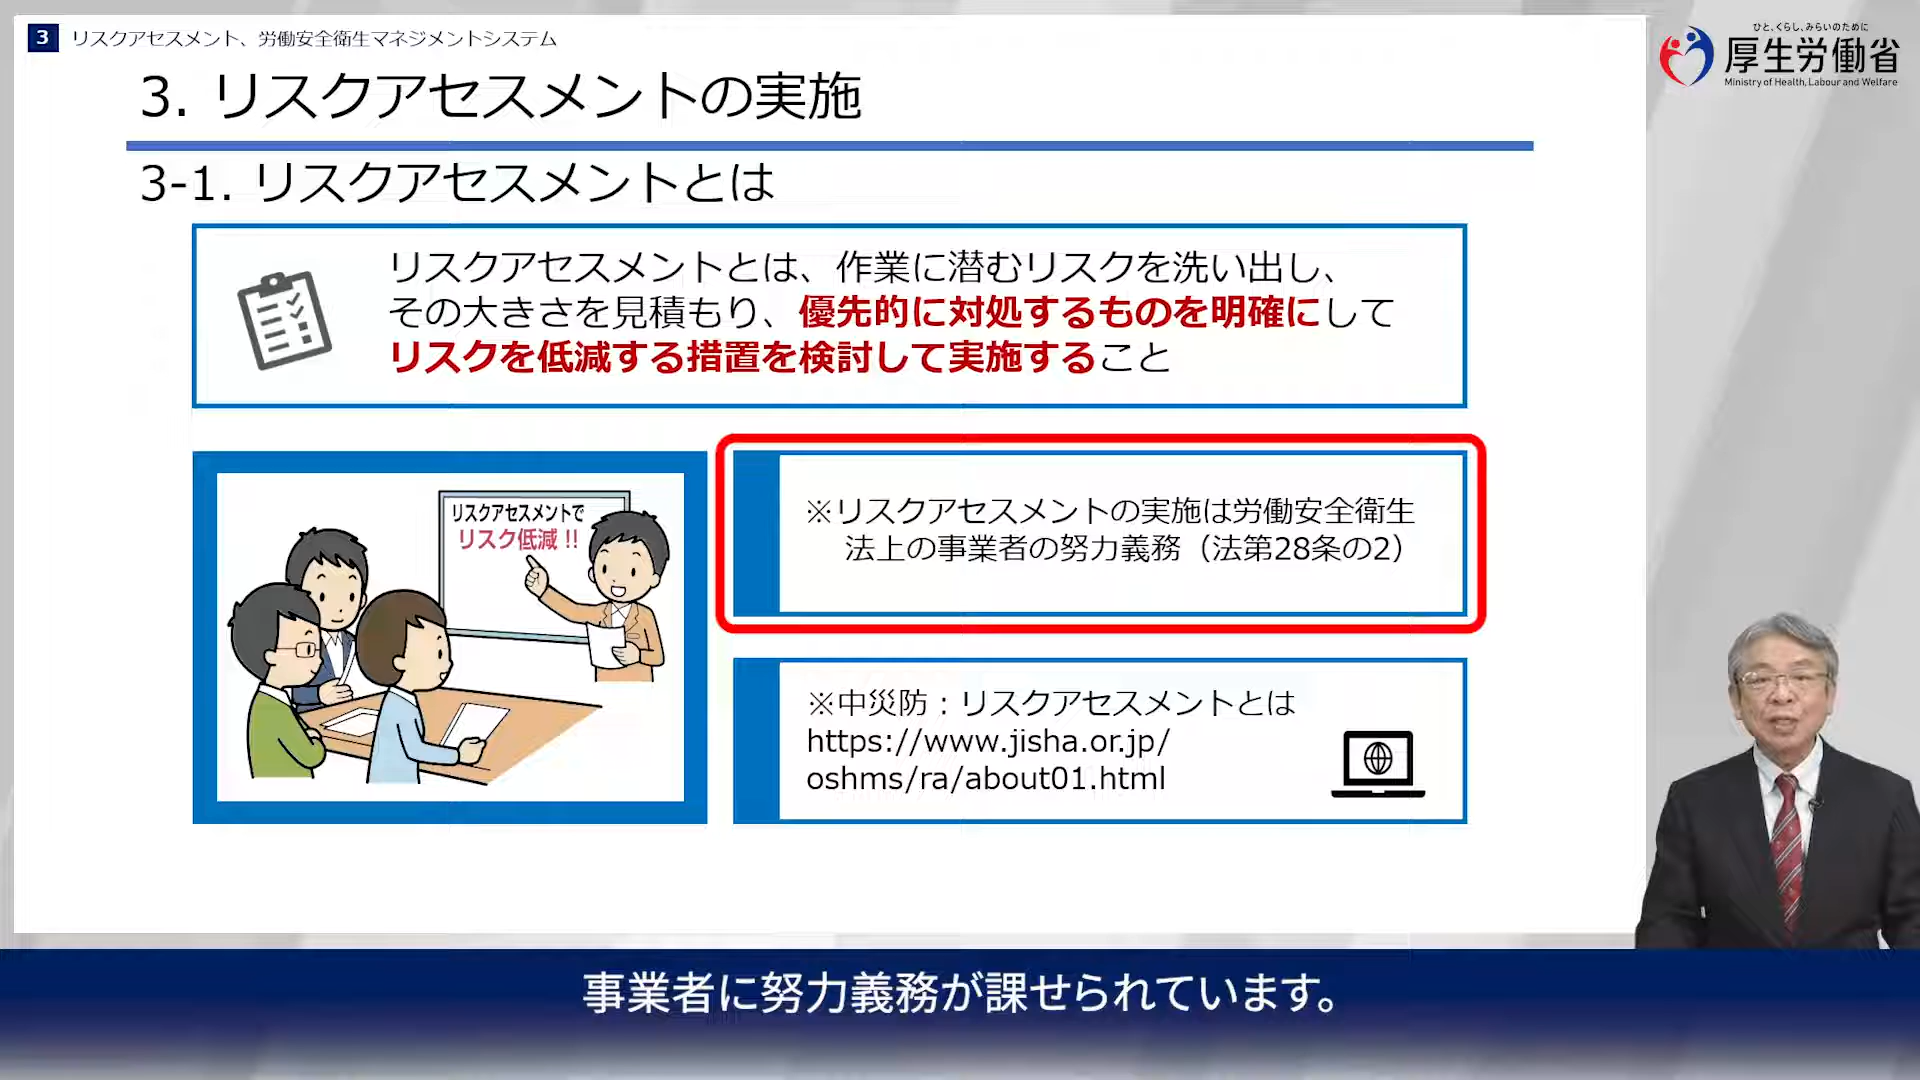 3 リスクアセスメント、労働安全衛生マネジメントシステム
ひと、くらし、みらいのために
厚生労働省
Ministry of Health, Labour and Welfare
3. リスクアセスメントの実施
3-1. リスクアセスメントとは
リスクアセスメントとは、作業に潜むリスクを洗い出し、
その大きさを見積もり、優先的に対処するものを明確にして
リスクを低減する措置を検討して実施すること
リスクアセスメントで
リスク低減!!
※リスクアセスメントの実施は労働安全衛生
法上の事業者の努力義務（法第28条の2）
※中災防：リスクアセスメントとは
https://www.jisha.or.jp/
oshms/ra/about01.html
事業者に努力義務が課せられています。